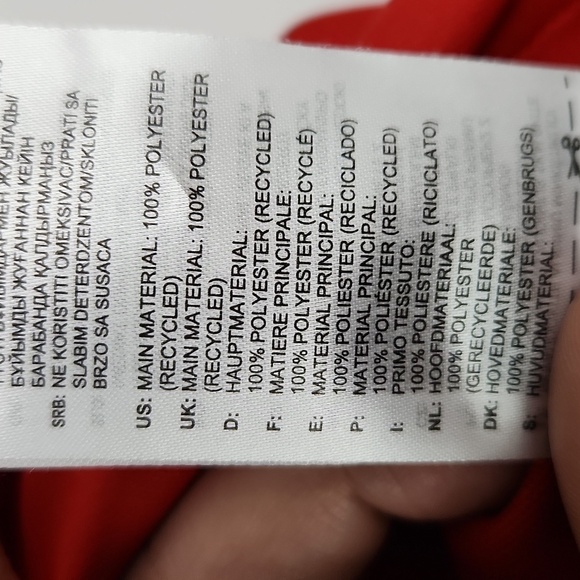 БҰЙЫМДЫ ЖУҒАННАН КЕЙІН
БАРАБАНДА ҚАЛДЫРМАҢЫЗ
SRB: NE KORISTITI OMEKSIVAC/PRATI SA
SLABIM DETERDZENTOM/SKLONITI
BRZO SA SUSACA
US: MAIN MATERIAL: 100% POLYESTER
(RECYCLED)
UK: MAIN MATERIAL: 100% POLYESTER
(RECYCLED)
D: HAUPTMATERIAL:
100% POLYESTER (RECYCLED)
F: MATIERE PRINCIPALE:
100% POLYESTER (RECYCLÉ)
E: MATERIAL PRINCIPAL:
100% POLIESTER (RECICLADO)
P: MATERIAL PRINCIPAL:
100% POLIÉSTER (RECYCLED)
I: PRIMO TESSUTO:
100% POLIESTERE (RICICLATO)
NL: HOOFDMATERIAAL:
100% POLYESTER
(GERECYCLEERDE)
DK: HOVEDMATERIALE:
100% POLYESTER (GENBRUGS)
S: HUVUDMATERIAL: